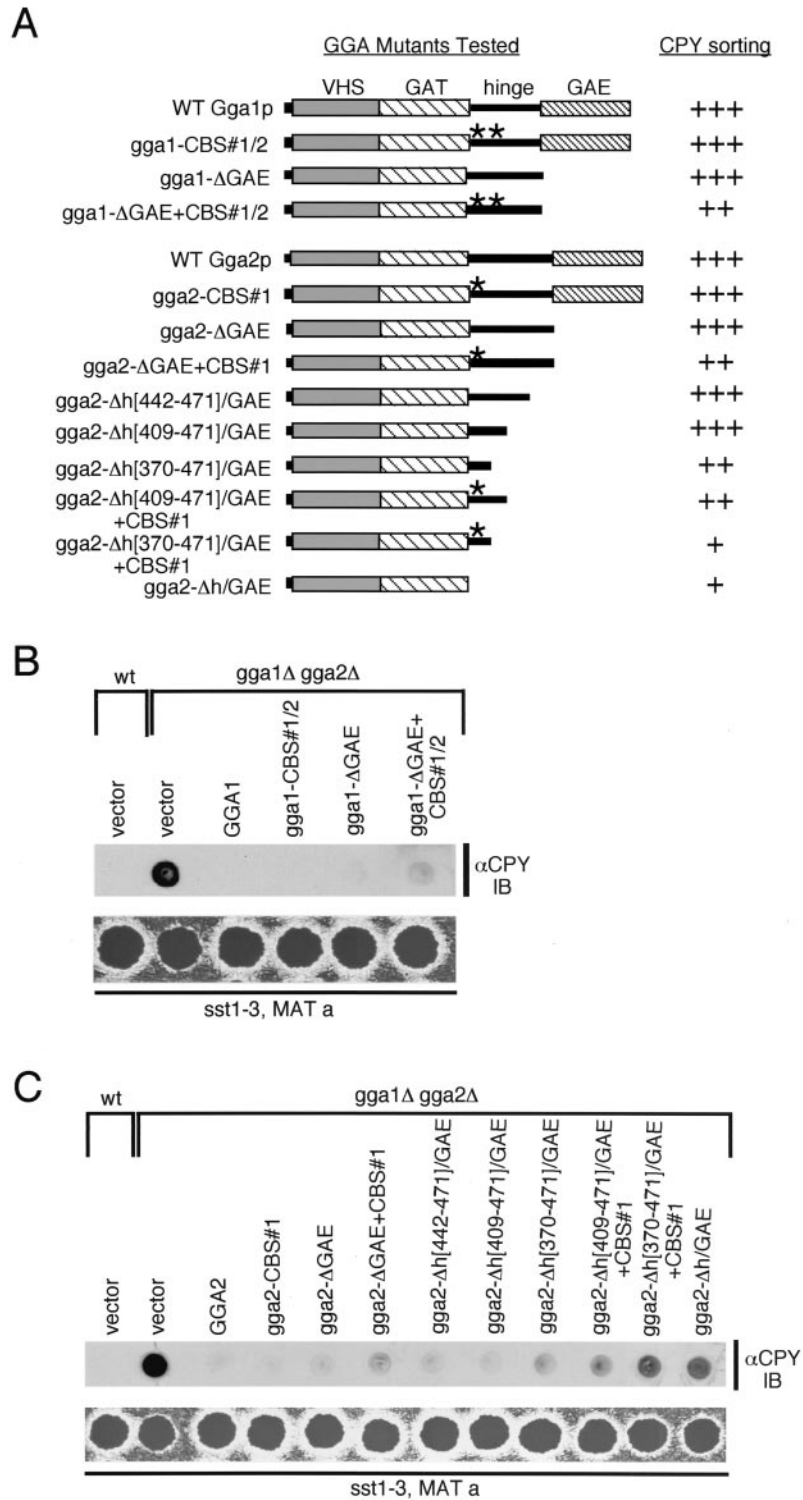 A
GGA Mutants Tested CPY sorting
VHS GAT hinge GAE
WT Gga1p +++
gga1-CBS#1/2 ** +++
gga1-ΔGAE +++
gga1-ΔGAE+CBS#1/2 ** ++
WT Gga2p +++
gga2-CBS#1 * +++
gga2-ΔGAE +++
gga2-ΔGAE+CBS#1 * ++
gga2-Δh[442-471]/GAE +++
gga2-Δh[409-471]/GAE +++
gga2-Δh[370-471]/GAE ++
gga2-Δh[409-471]/GAE * ++
+CBS#1
gga2-Δh[370-471]/GAE * +
+CBS#1
gga2-Δh/GAE +
B
wt gga1Δ gga2Δ
vector
vector
GGA1
gga1-CBS#1/2
gga1-ΔGAE
gga1-ΔGAE+
CBS#1/2
αCPY
IB
sst1-3, MAT a
C
wt gga1Δ gga2Δ
vector
vector
GGA2
gga2-CBS#1
gga2-ΔGAE
gga2-ΔGAE+CBS#1
gga2-Δh[442-471]/GAE
gga2-Δh[409-471]/GAE
gga2-Δh[370-471]/GAE
gga2-Δh[409-471]/GAE
+CBS#1
gga2-Δh[370-471]/GAE
+CBS#1
gga2-Δh/GAE
αCPY
IB
sst1-3, MAT a